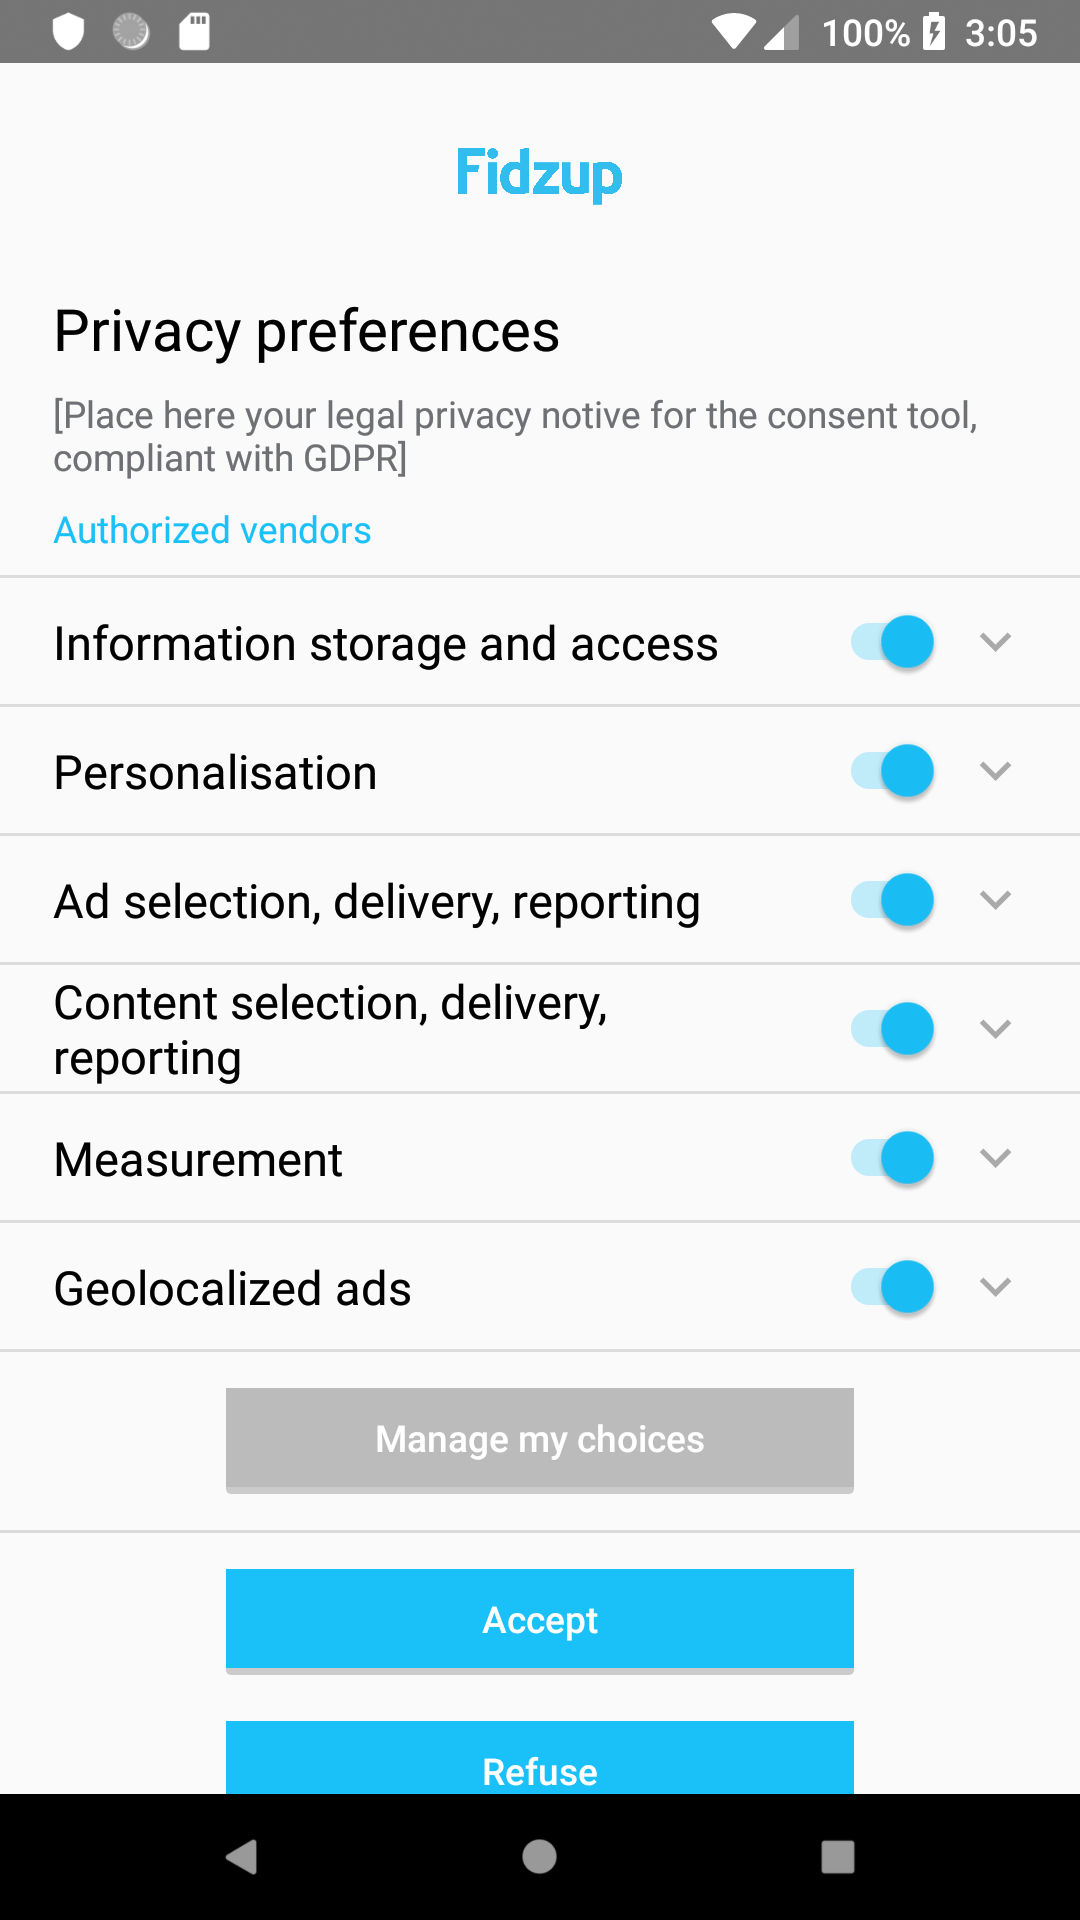 100% 3:05
Fidzup
Privacy preferences
[Place here your legal privacy notive for the consent tool,
compliant with GDPR]
Authorized vendors
Information storage and access
Personalisation
Ad selection, delivery, reporting
Content selection, delivery,
reporting
Measurement
Geolocalized ads
Manage my choices
Accept
Refuse